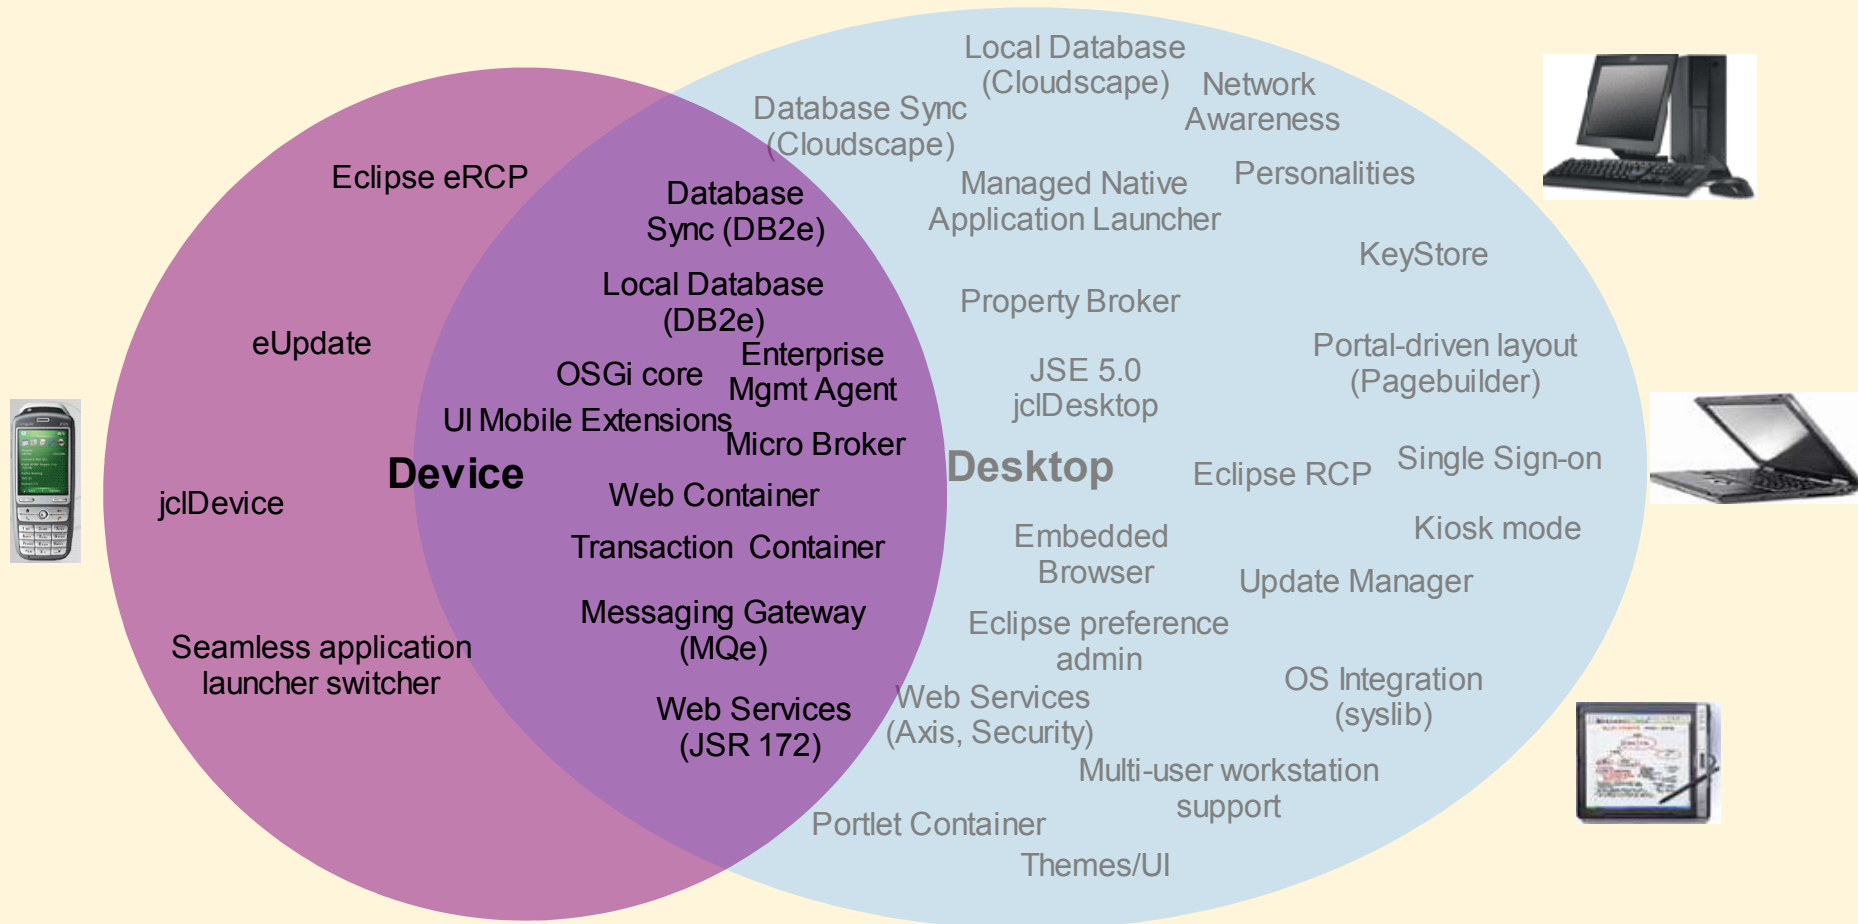 Local Database
(Cloudscape)
Network
Awareness
Database Sync
(Cloudscape)
Eclipse eRCP
Database
Sync (DB2e)
Managed Native
Application Launcher
Personalities
KeyStore
Local Database
(DB2e)
Property Broker
eUpdate
OSGi core
Enterprise
Mgmt Agent
JSE 5.0
jclDesktop
Portal-driven layout
(Pagebuilder)
UI Mobile Extensions
Micro Broker
Device
Desktop
Eclipse RCP
Single Sign-on
jclDevice
Web Container
Transaction Container
Embedded
Browser
Kiosk mode
Update Manager
Messaging Gateway
(MQe)
Eclipse preference
admin
Seamless application
launcher switcher
Web Services
(JSR 172)
Web Services
(Axis, Security)
OS Integration
(syslib)
Multi-user workstation
support
Portlet Container
Themes/UI